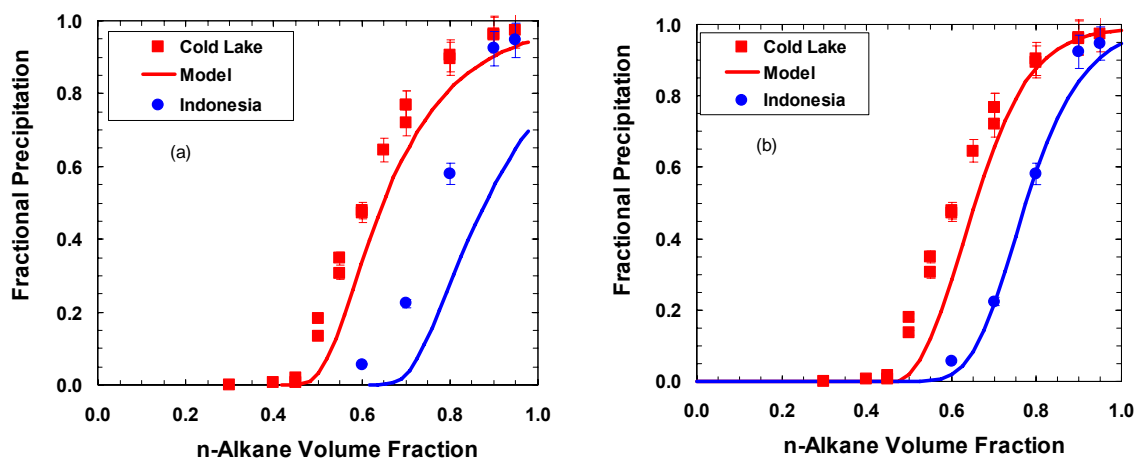 Cold Lake
Model
Indonesia
(a)
Fractional Precipitation
1.0
0.8
0.6
0.4
0.2
0.0
0.0 0.2 0.4 0.6 0.8 1.0
n-Alkane Volume Fraction
Cold Lake
Model
Indonesia
(b)
Fractional Precipitation
1.0
0.8
0.6
0.4
0.2
0.0
0.0 0.2 0.4 0.6 0.8 1.0
n-Alkane Volume Fraction